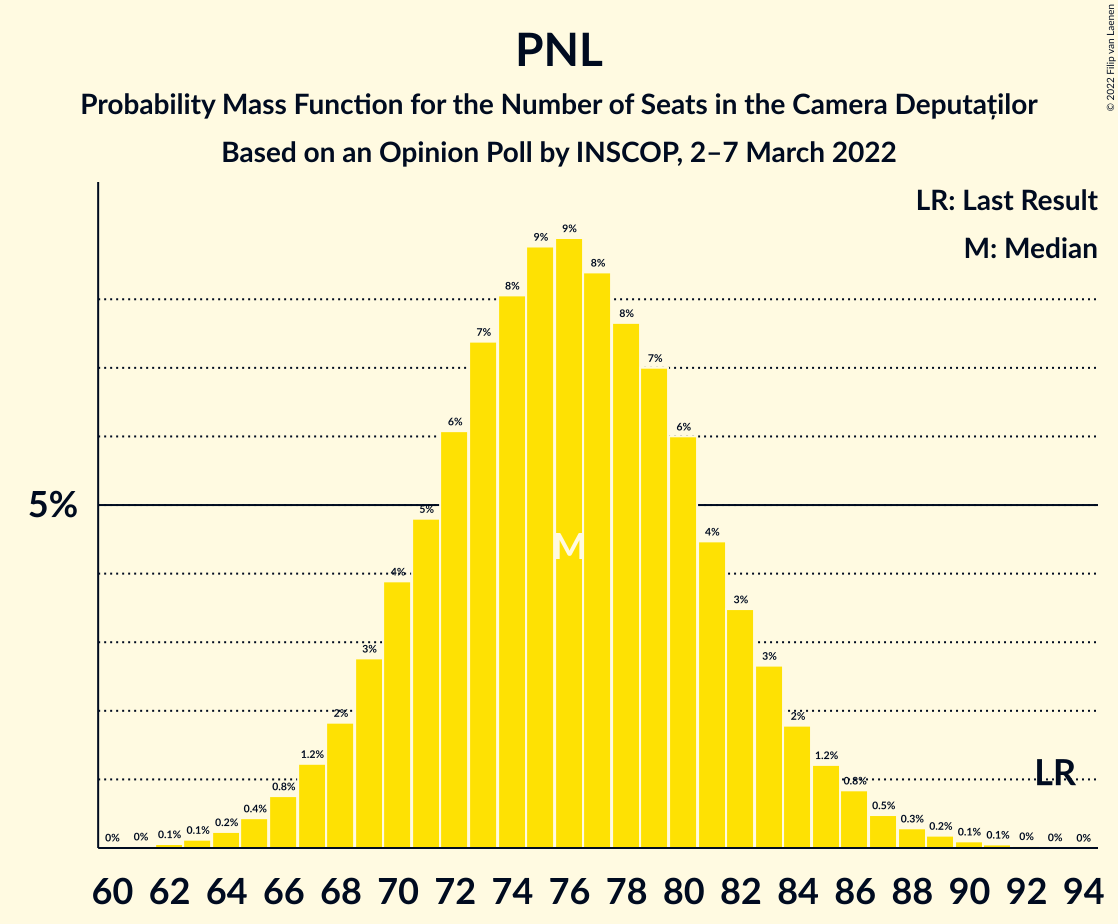 PNL
Probability Mass Function for the Number of Seats in the Camera Deputaților
Based on an Opinion Poll by INSCOP, 2–7 March 2022
© 2022 Filip van Laenen
LR: Last Result
M: Median
5%
0% 0% 0.1% 0.1% 0.2% 0.4% 0.8% 1.2% 2% 3% 4% 5% 6% 7% 8% 9% 9% 8% 8% 7% 6% 4% 3% 3% 2% 1.2% 0.8% 0.5% 0.3% 0.2% 0.1% 0.1% 0% 0% 0%
M
LR
60 62 64 66 68 70 72 74 76 78 80 82 84 86 88 90 92 94